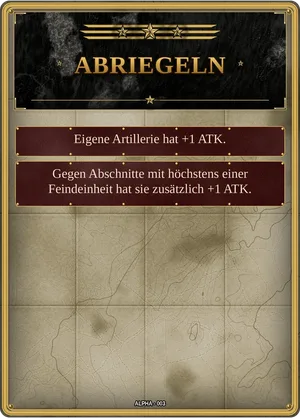 ABRIEGELN
Eigene Artillerie hat +1 ATK.
Gegen Abschnitte mit höchstens einer
Feindeinheit hat sie zusätzlich +1 ATK.
ALPHA - 003